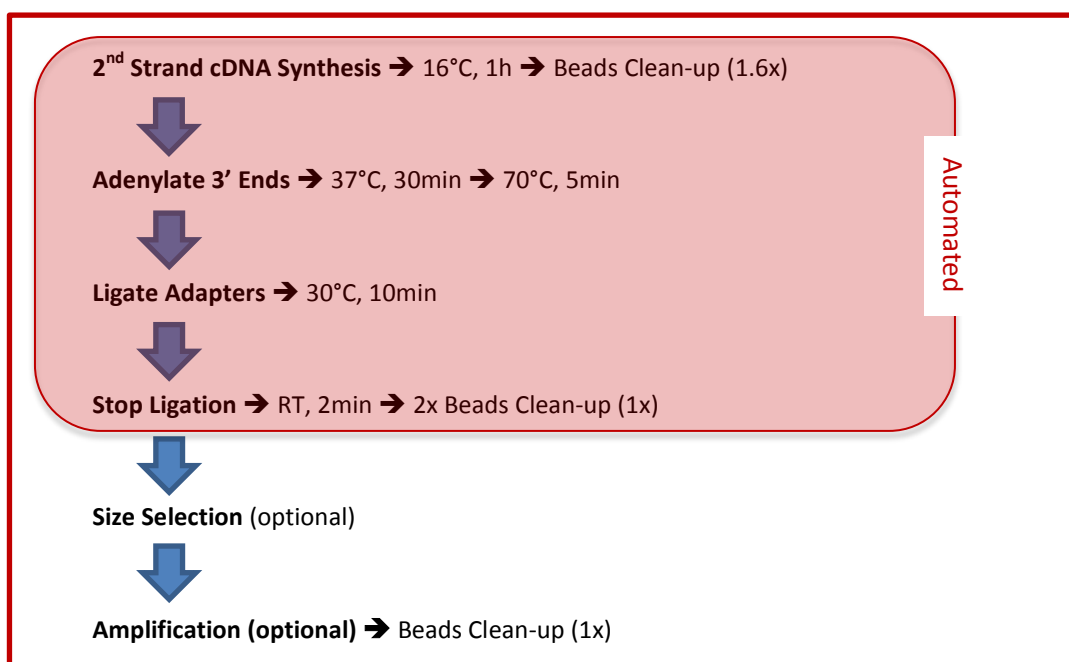 2nd Strand cDNA Synthesis → 16°C, 1h → Beads Clean-up (1.6x)
Adenylate 3’ Ends → 37°C, 30min → 70°C, 5min
Automated
Ligate Adapters → 30°C, 10min
Stop Ligation → RT, 2min → 2x Beads Clean-up (1x)
Size Selection (optional)
Amplification (optional) → Beads Clean-up (1x)